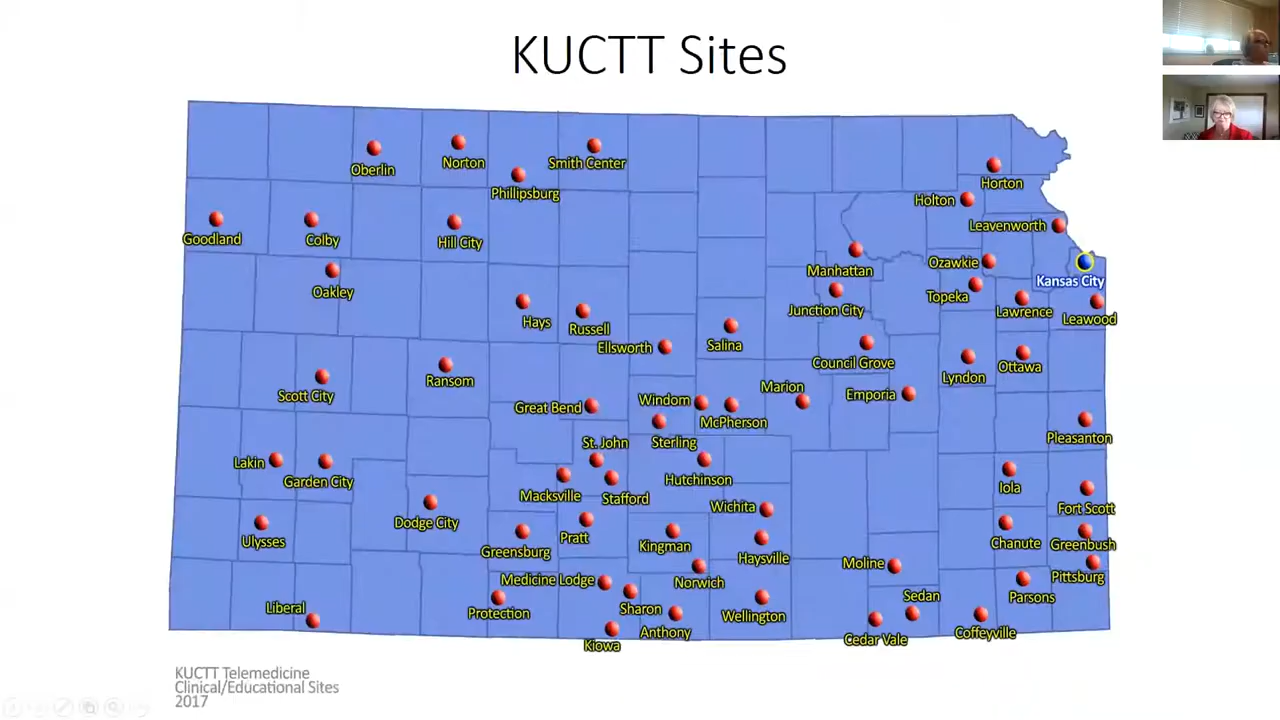 KUCTT Sites
Oberlin
Norton
Smith Center
Phillipsburg
Horton
Holton
Leavenworth
Goodland
Colby
Hill City
Manhattan
Ozawkie
Kansas City
Oakley
Junction City
Topeka
Lawrence
Leawood
Hays
Russell
Ellsworth
Salina
Council Grove
Lyndon
Ottawa
Scott City
Ransom
Great Bend
Windom
McPherson
Marion
Emporia
Sterling
St. John
Pleasanton
Lakin
Garden City
Macksville
Stafford
Hutchinson
Iola
Wichita
Fort Scott
Dodge City
Ulysses
Greensburg
Pratt
Kingman
Haysville
Chanute
Greenbush
Medicine Lodge
Norwich
Moline
Pittsburg
Liberal
Protection
Sharon
Anthony
Wellington
Sedan
Parsons
Kiowa
Cedar Vale
Coffeyville
KUCTT Telemedicine
Clinical/Educational Sites
2017